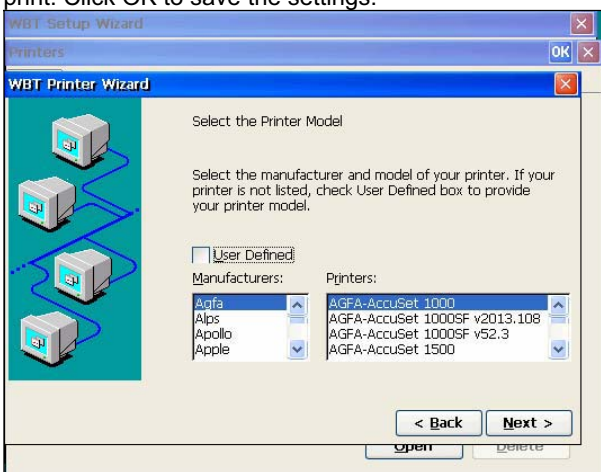 print. Click OK to save the settings.
WBT Setup Wizard
Printers OK
WBT Printer Wizard
Select the Printer Model
Select the manufacturer and model of your printer. If your
printer is not listed, check User Defined box to provide
your printer model.
User Defined
Manufacturers: Printers:
Agfa AGFA-AccuSet 1000
Alps AGFA-AccuSet 1000SF v2013.108
Apollo AGFA-AccuSet 1000SF v52.3
Apple AGFA-AccuSet 1500
< Back Next >
Open Delete